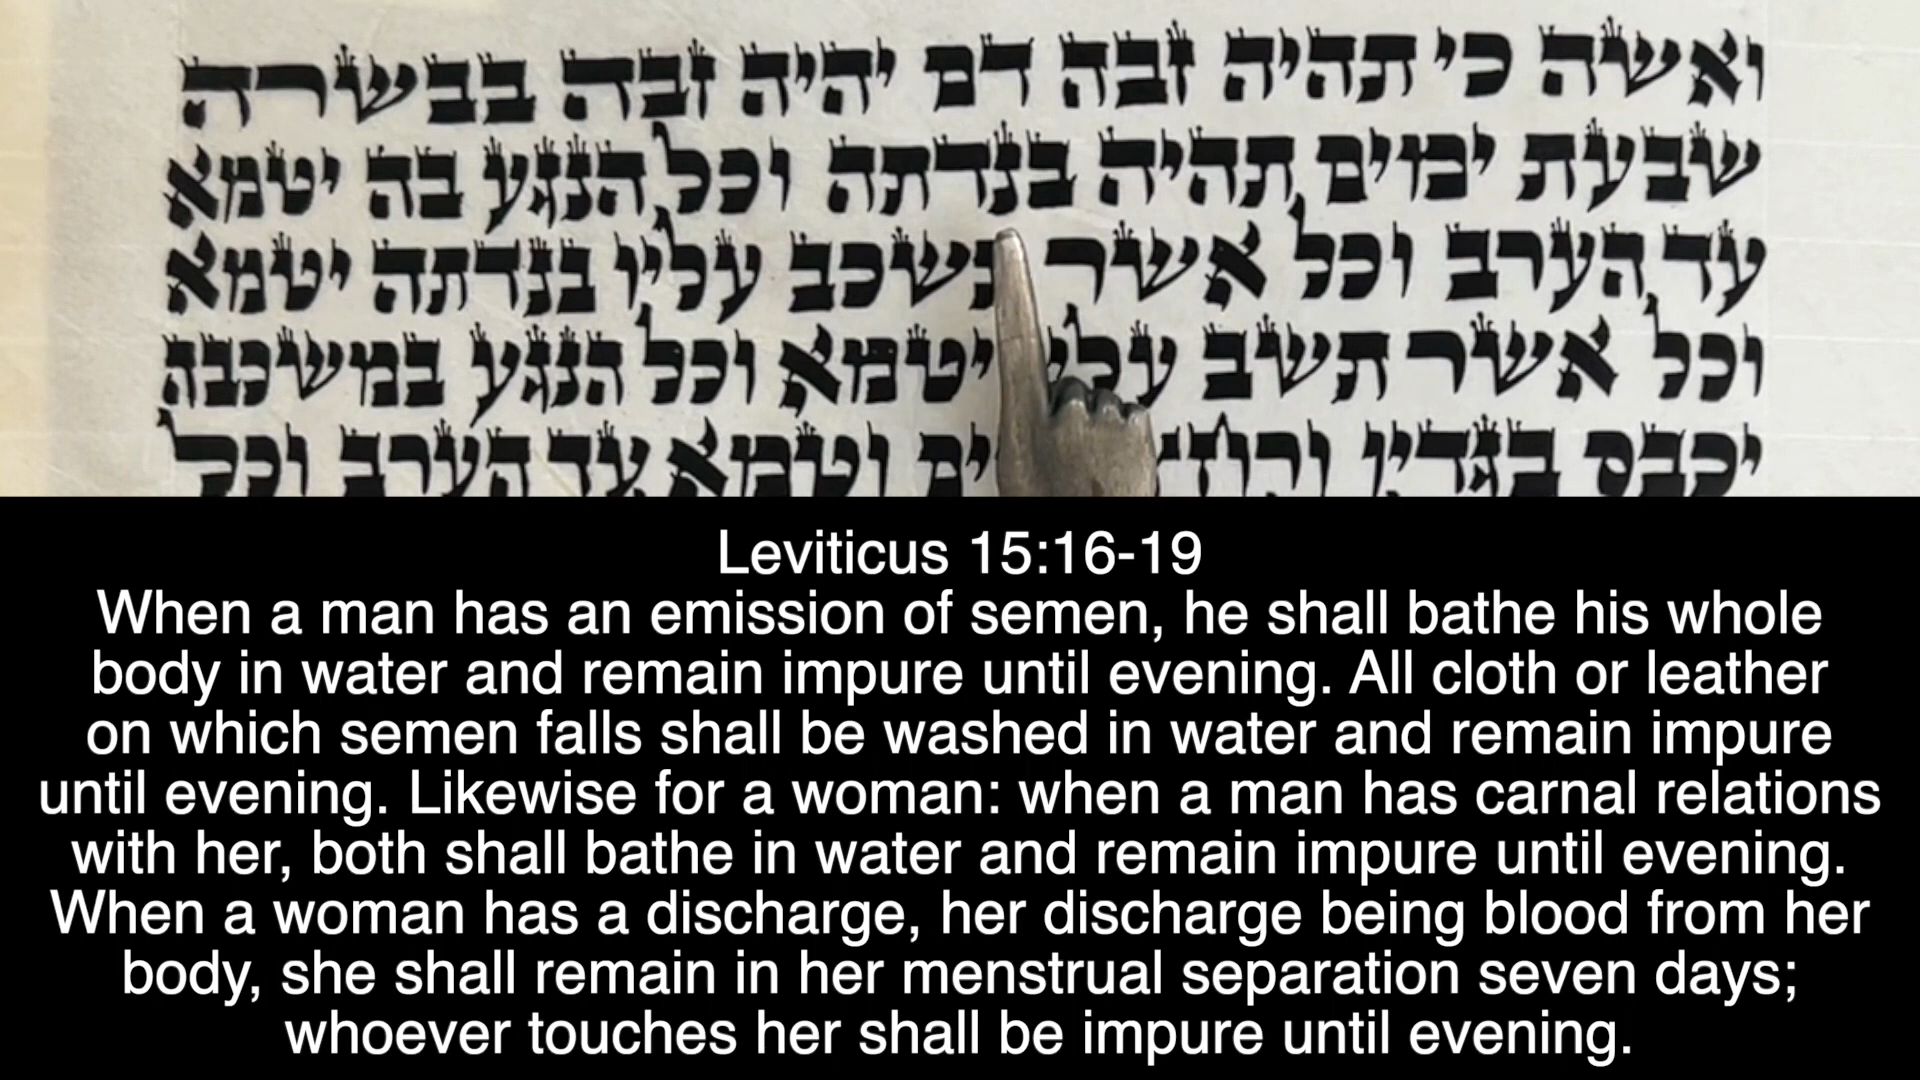 ואשה כי תהיה זבה דם יהיה זבה בבשרה
שבעת ימים תהיה בנדתה וכל הנגע בה יטמא
עד הערב וכל אשר תשכב עליו בנדתה יטמא
וכל אשר תשב עליו יטמא וכל הנגע במשכבה
יכבס בגדיו ורחץ וטמא עד הערב וכל
Leviticus 15:16-19
When a man has an emission of semen, he shall bathe his whole
body in water and remain impure until evening. All cloth or leather
on which semen falls shall be washed in water and remain impure
until evening. Likewise for a woman: when a man has carnal relations
with her, both shall bathe in water and remain impure until evening.
When a woman has a discharge, her discharge being blood from her
body, she shall remain in her menstrual separation seven days;
whoever touches her shall be impure until evening.